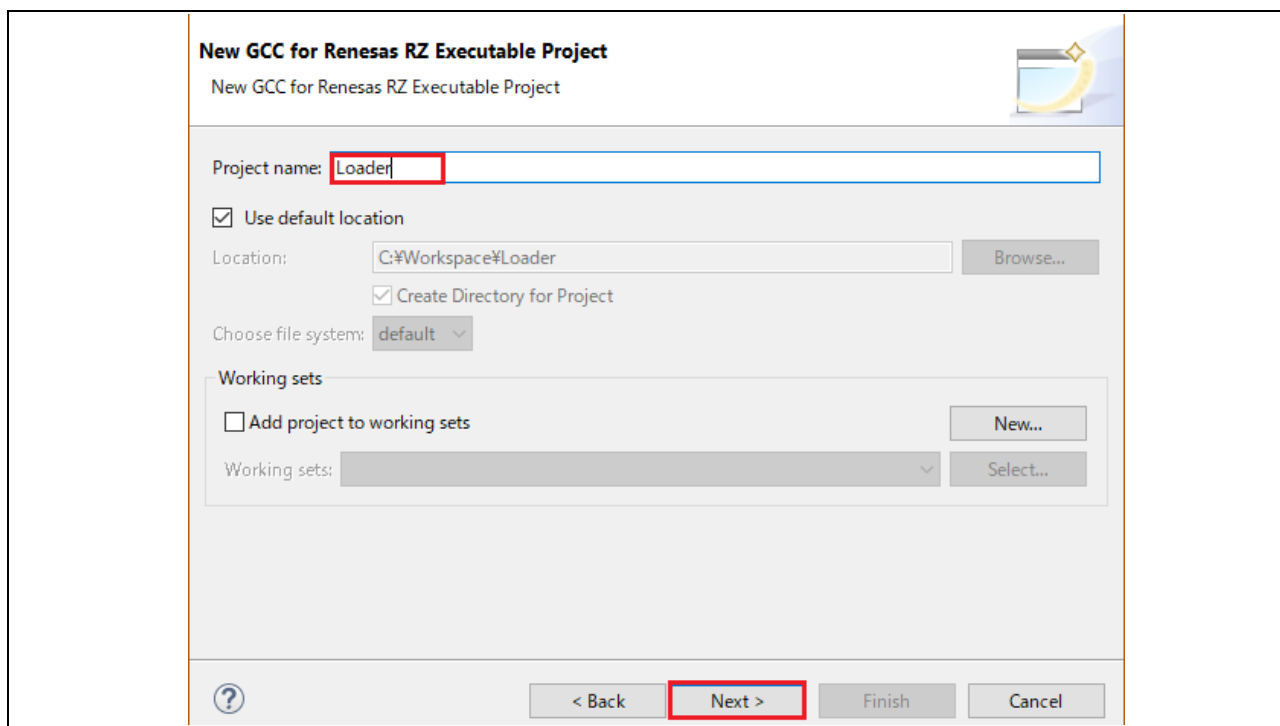 New GCC for Renesas RZ Executable Project
New GCC for Renesas RZ Executable Project
Project name: Loader
Use default location
Location: C:¥Workspace¥Loader Browse...
Create Directory for Project
Choose file system: default
Working sets
Add project to working sets New...
Working sets: Select...
? < Back Next > Finish Cancel